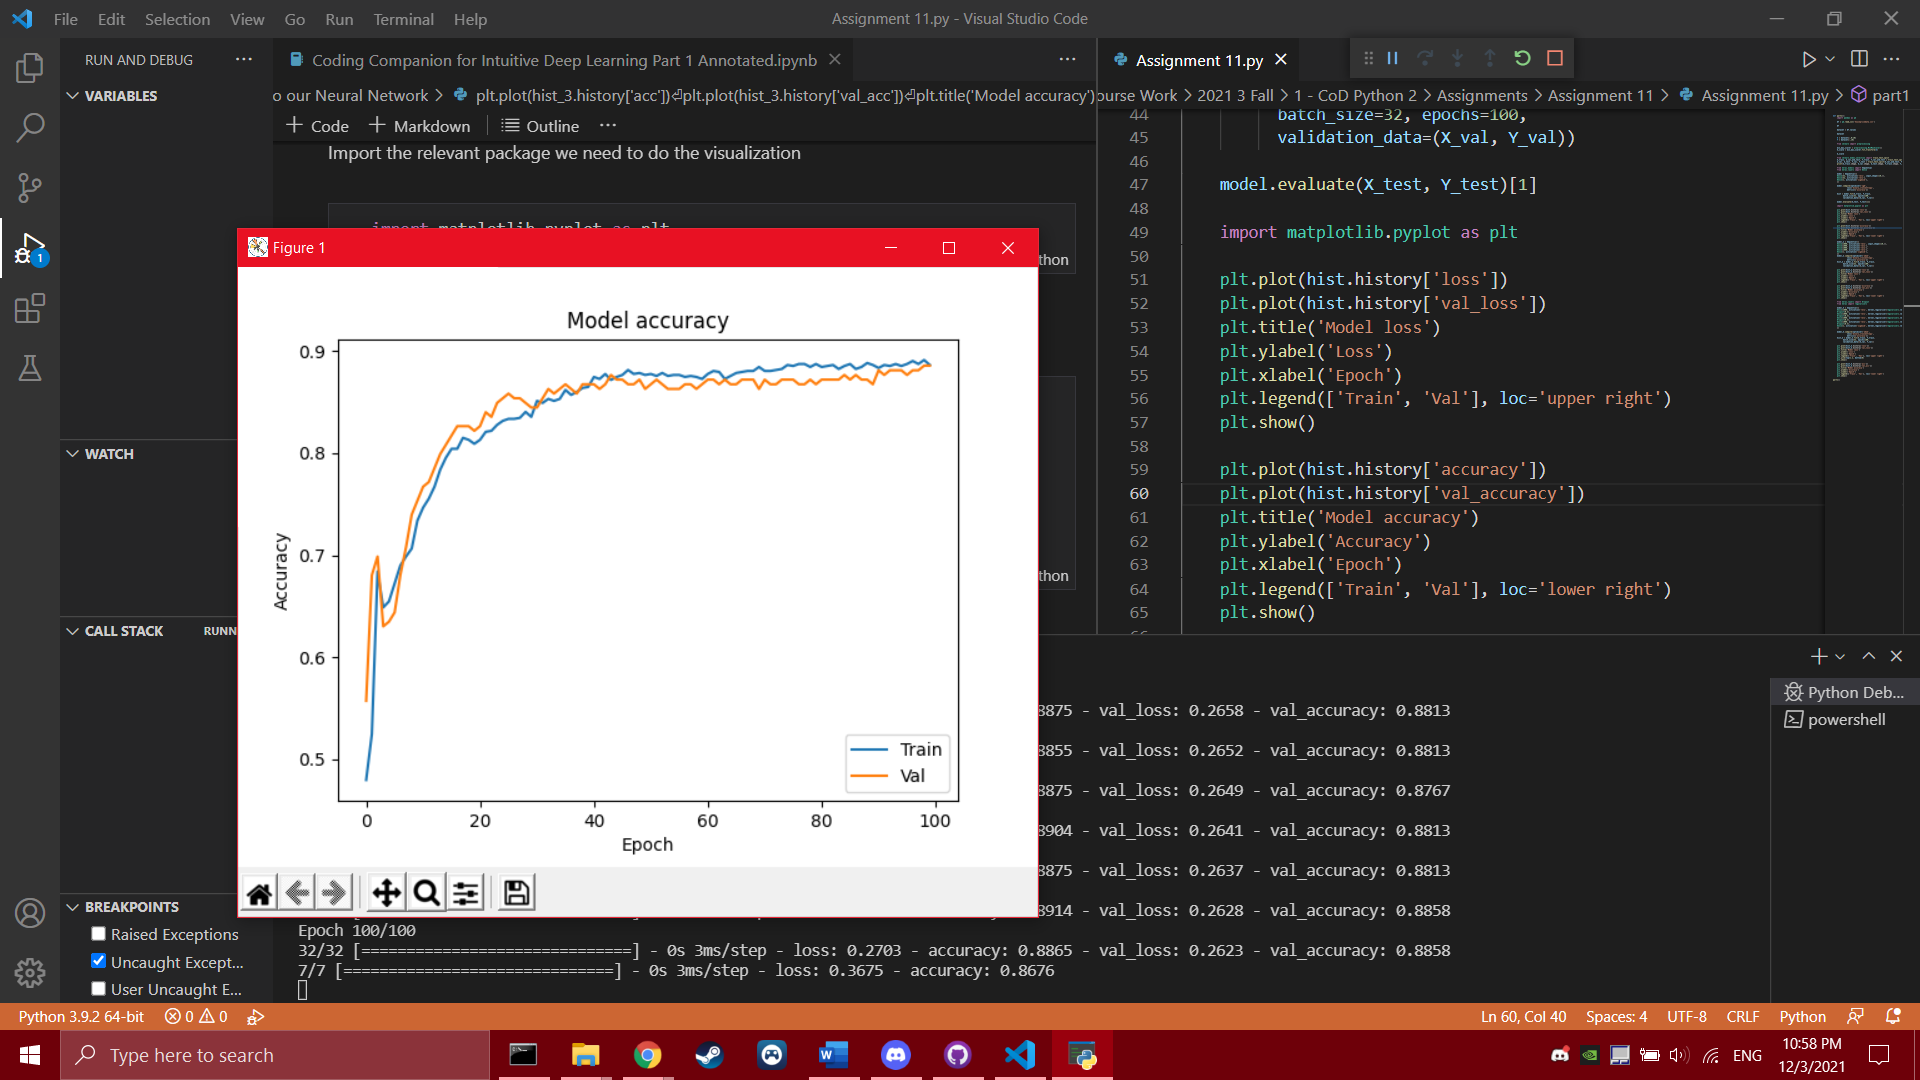 File Edit Selection View Go Run Terminal Help
Assignment 11.py - Visual Studio Code
RUN AND DEBUG
VARIABLES
WATCH
CALL STACK RUNN
BREAKPOINTS
Raised Exceptions
Uncaught Except...
User Uncaught E...
Coding Companion for Intuitive Deep Learning Part 1 Annotated.ipynb
o our Neural Network > plt.plot(hist_3.history['acc'])⏎plt.plot(hist_3.history['val_acc'])⏎plt.title('Model accuracy')
+ Code + Markdown Outline ...
Import the relevant package we need to do the visualization
import matplotlib.pyplot as plt
thon
thon
Figure 1
Model accuracy
Accuracy
0.9
0.8
0.7
0.6
0.5
0 20 40 60 80 100
Epoch
Train
Val
Assignment 11.py
ourse Work > 2021 3 Fall > 1 - CoD Python 2 > Assignments > Assignment 11 > Assignment 11.py > part1
44 batch_size=32, epochs=100,
45 validation_data=(X_val, Y_val))
46
47 model.evaluate(X_test, Y_test)[1]
48
49 import matplotlib.pyplot as plt
50
51 plt.plot(hist.history['loss'])
52 plt.plot(hist.history['val_loss'])
53 plt.title('Model loss')
54 plt.ylabel('Loss')
55 plt.xlabel('Epoch')
56 plt.legend(['Train', 'Val'], loc='upper right')
57 plt.show()
58
59 plt.plot(hist.history['accuracy'])
60 plt.plot(hist.history['val_accuracy'])
61 plt.title('Model accuracy')
62 plt.ylabel('Accuracy')
63 plt.xlabel('Epoch')
64 plt.legend(['Train', 'Val'], loc='lower right')
65 plt.show()
8875 - val_loss: 0.2658 - val_accuracy: 0.8813
8855 - val_loss: 0.2652 - val_accuracy: 0.8813
8875 - val_loss: 0.2649 - val_accuracy: 0.8767
8904 - val_loss: 0.2641 - val_accuracy: 0.8813
8875 - val_loss: 0.2637 - val_accuracy: 0.8813
8914 - val_loss: 0.2628 - val_accuracy: 0.8858
Epoch 100/100
32/32 [==============================] - 0s 3ms/step - loss: 0.2703 - accuracy: 0.8865 - val_loss: 0.2623 - val_accuracy: 0.8858
7/7 [==============================] - 0s 3ms/step - loss: 0.3675 - accuracy: 0.8676
Python Deb...
powershell
Python 3.9.2 64-bit 0 0
Ln 60, Col 40 Spaces: 4 UTF-8 CRLF Python
Type here to search
ENG
10:58 PM
12/3/2021